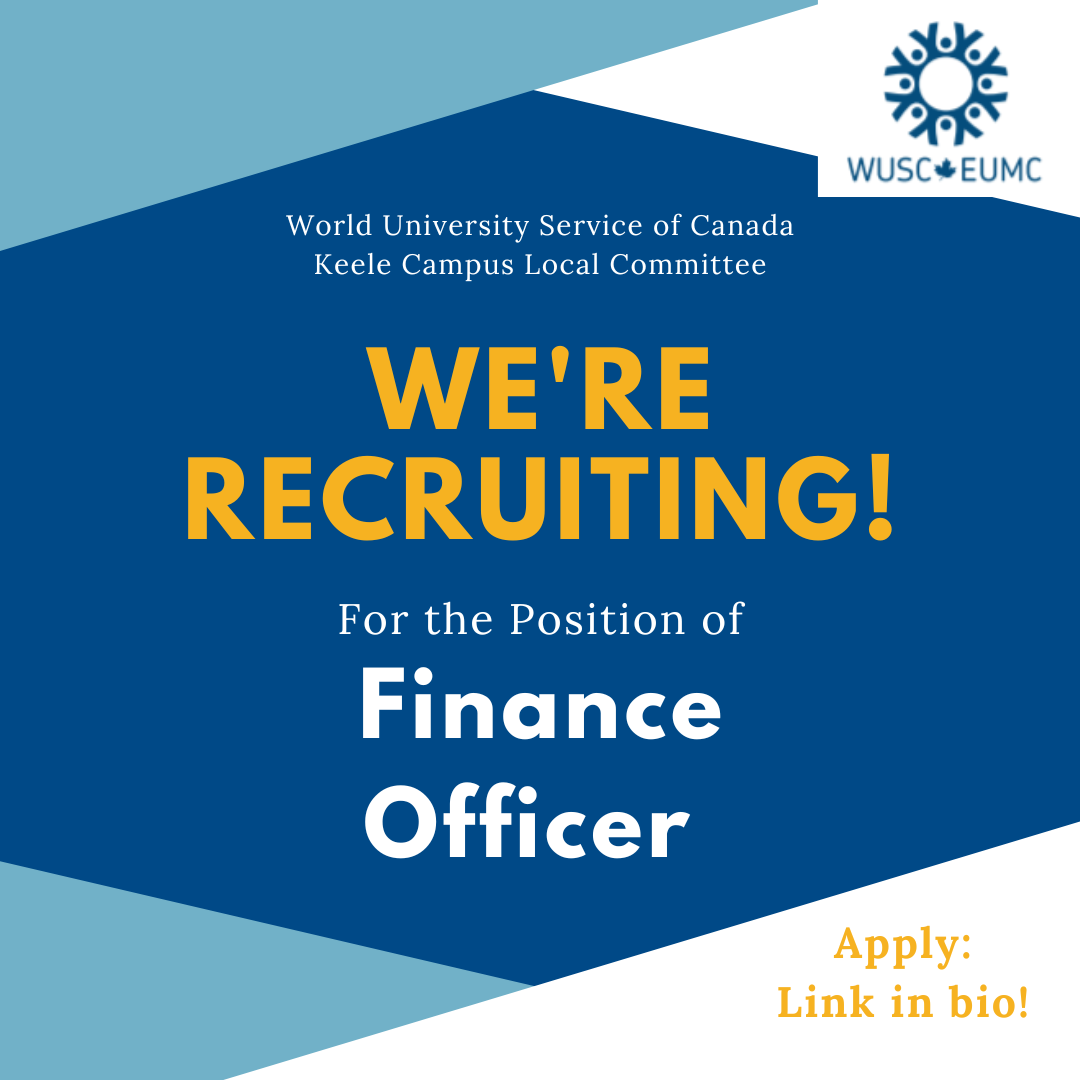 WUSC EUMC
World University Service of Canada
Keele Campus Local Committee
WE'RE
RECRUITING!
For the Position of
Finance
Officer
Apply:
Link in bio!